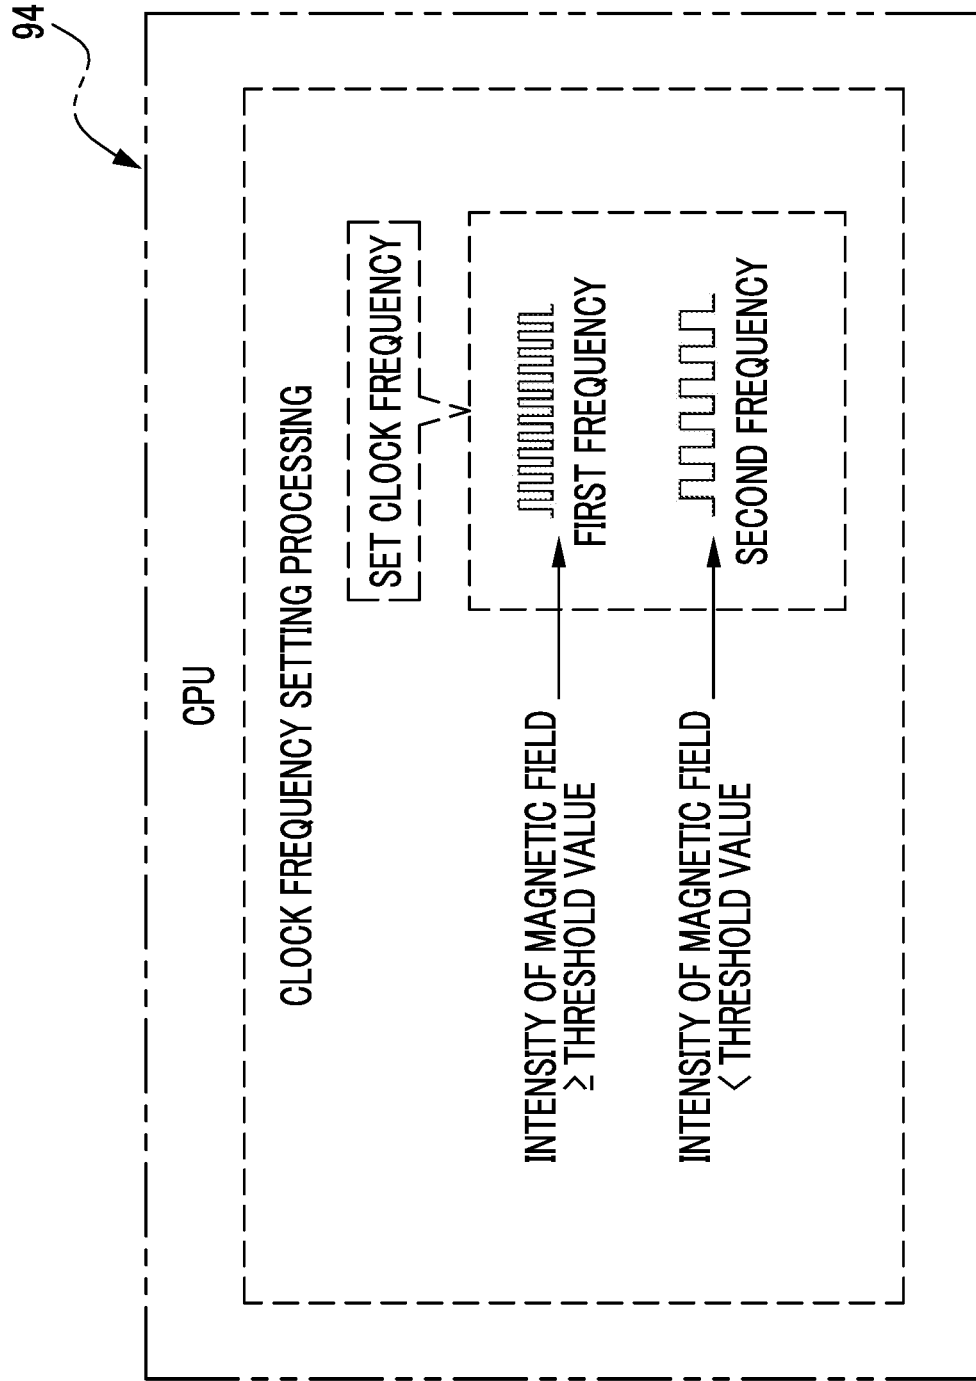 94
CPU
CLOCK FREQUENCY SETTING PROCESSING
SET CLOCK FREQUENCY
INTENSITY OF MAGNETIC FIELD
≥ THRESHOLD VALUE
FIRST FREQUENCY
INTENSITY OF MAGNETIC FIELD
< THRESHOLD VALUE
SECOND FREQUENCY